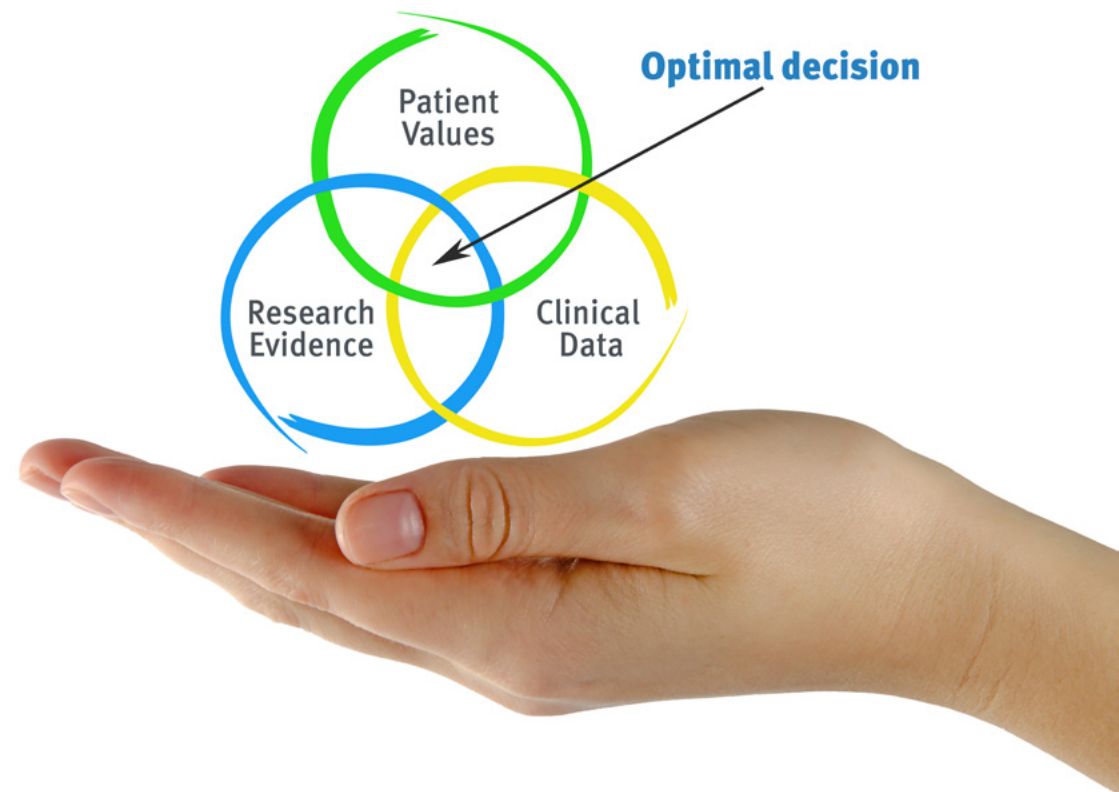 Optimal decision
Patient
Values
Research
Evidence
Clinical
Data